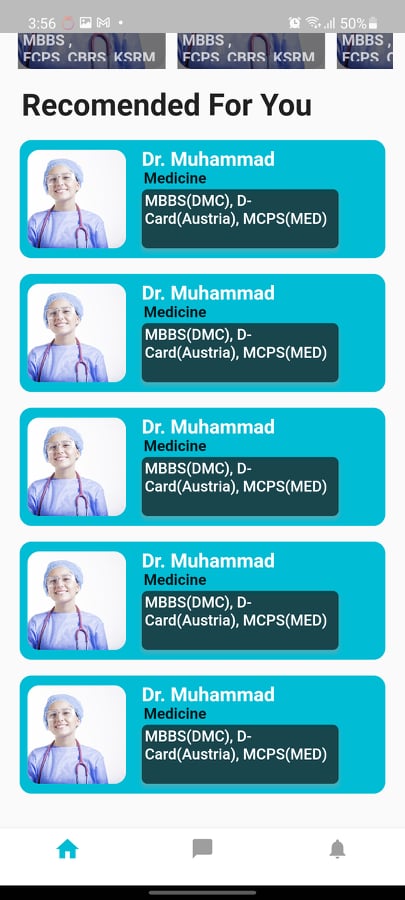 3:56
50%
MBBS ,
MBBS ,
MBBS ,
FCPS, CBRS, KSRM
FCPS, CBRS, KSRM
FCPS, C
Recomended For You
Dr. Muhammad
Medicine
MBBS(DMC), D-
Card(Austria), MCPS(MED)
Dr. Muhammad
Medicine
MBBS(DMC), D-
Card(Austria), MCPS(MED)
Dr. Muhammad
Medicine
MBBS(DMC), D-
Card(Austria), MCPS(MED)
Dr. Muhammad
Medicine
MBBS(DMC), D-
Card(Austria), MCPS(MED)
Dr. Muhammad
Medicine
MBBS(DMC), D-
Card(Austria), MCPS(MED)